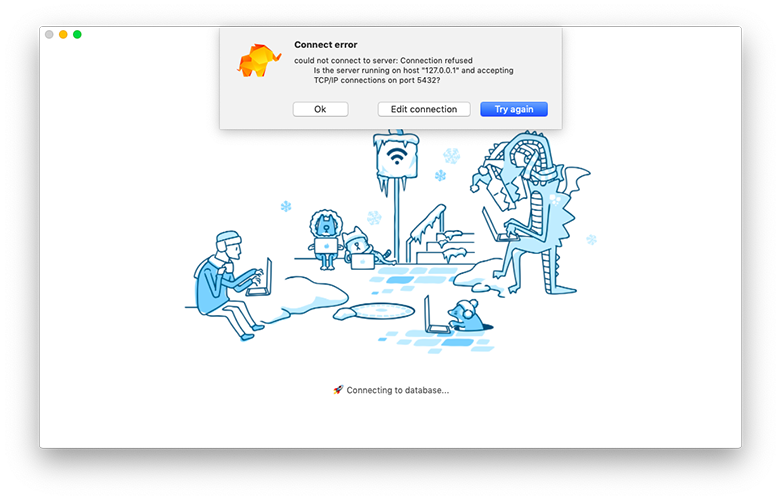 Connect error
could not connect to server: Connection refused
Is the server running on host "127.0.0.1" and accepting
TCP/IP connections on port 5432?
Ok
Edit connection
Try again
🚀 Connecting to database...